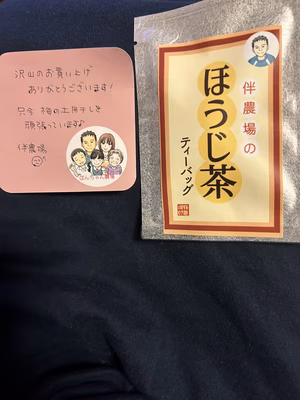 沢山のお買い上げ
ありがとうございます!
只今 梅の土用干しを
頑張っています♪
伴農場
伴農場の
ほうじ茶
ティーバッグ